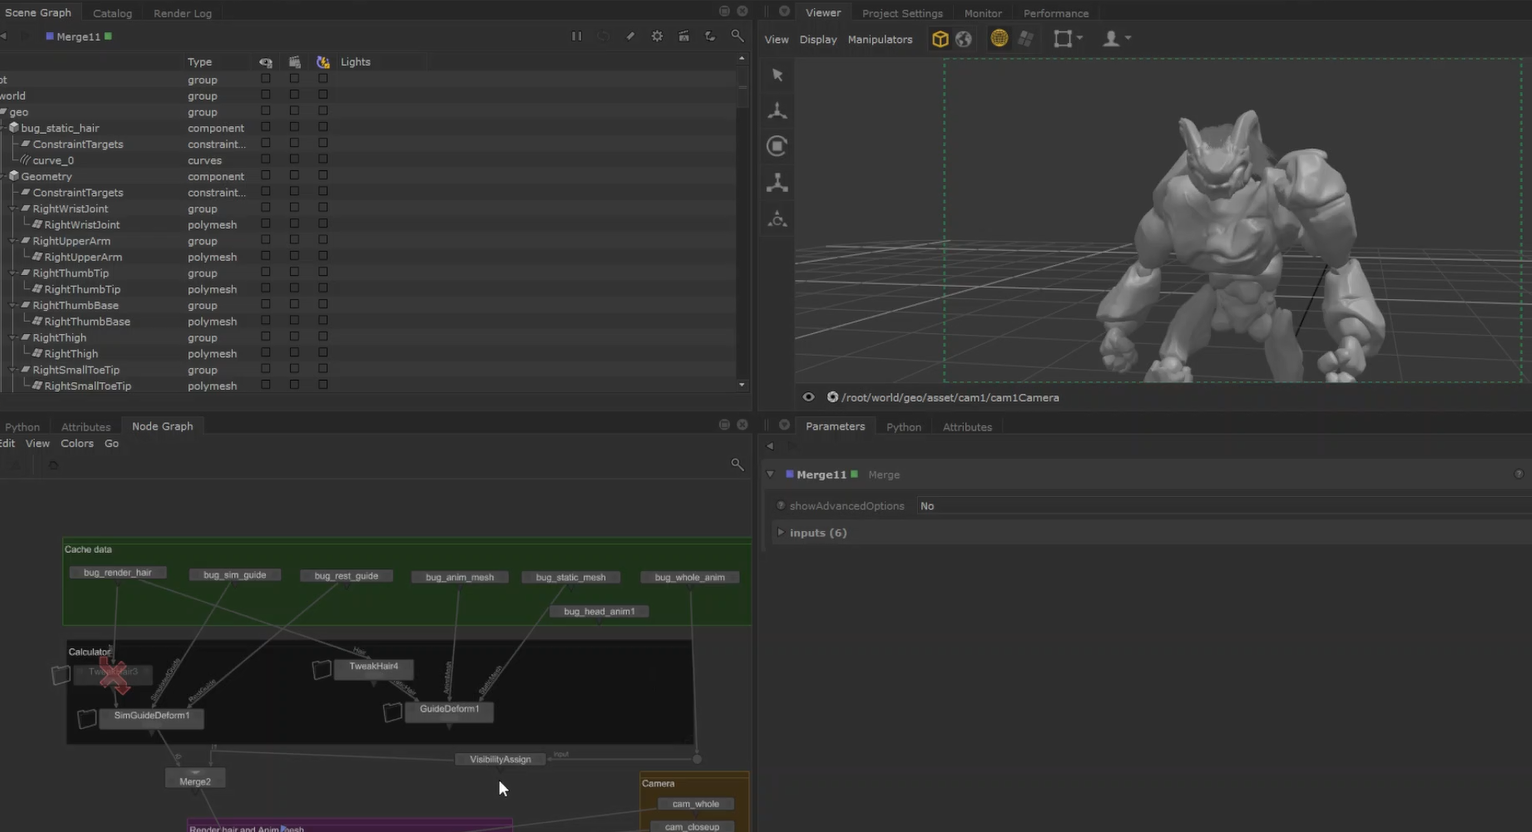 Scene Graph Catalog Render Log
Merge11
Type Lights
ot group
world group
geo group
bug_static_hair component
ConstraintTargets constraint...
curve_0 curves
Geometry component
ConstraintTargets constraint...
RightWristJoint group
RightWristJoint polymesh
RightUpperArm group
RightUpperArm polymesh
RightThumbTip group
RightThumbTip polymesh
RightThumbBase group
RightThumbBase polymesh
RightThigh group
RightThigh polymesh
RightSmallToeTip group
RightSmallToeTip polymesh
Viewer Project Settings Monitor Performance
View Display Manipulators
/root/world/geo/asset/cam1/cam1Camera
Python Attributes Node Graph
Edit View Colors Go
Cache data
bug_render_hair bug_sim_guide bug_rest_guide bug_anim_mesh bug_static_mesh bug_whole_anim
bug_head_anim1
Calculator
Hair
TweakHair3
TweakHair4
SimGuideDeform1
GuideDeform1
VisibilityAssign
input
Merge2
Camera
cam_whole
cam_closeup
Render hair and Anim mesh
Parameters Python Attributes
Merge11 Merge
showAdvancedOptions No
inputs (6)